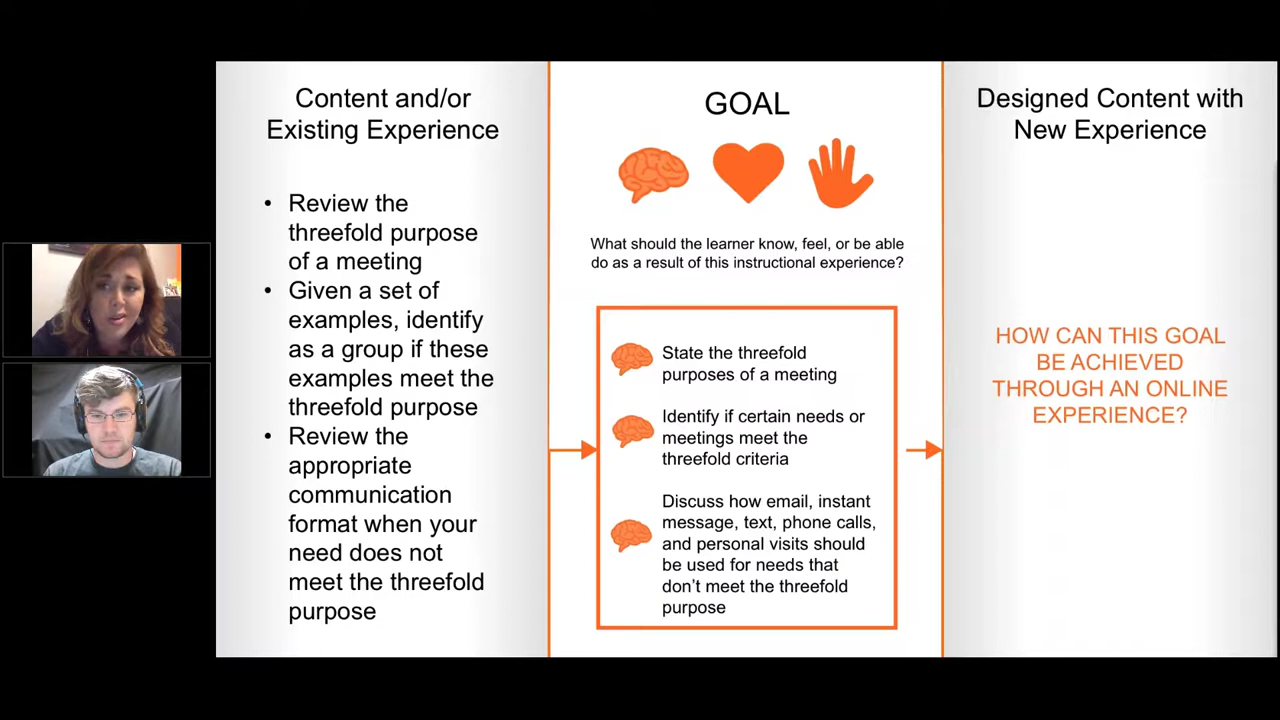 Content and/or
Existing Experience
• Review the
threefold purpose
of a meeting
• Given a set of
examples, identify
as a group if these
examples meet the
threefold purpose
• Review the
appropriate
communication
format when your
need does not
meet the threefold
purpose
GOAL
What should the learner know, feel, or be able
do as a result of this instructional experience?
State the threefold
purposes of a meeting
Identify if certain needs or
meetings meet the
threefold criteria
Discuss how email, instant
message, text, phone calls,
and personal visits should
be used for needs that
don’t meet the threefold
purpose
Designed Content with
New Experience
HOW CAN THIS GOAL
BE ACHIEVED
THROUGH AN ONLINE
EXPERIENCE?